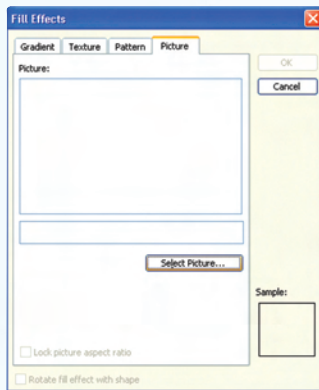 Fill Effects
Gradient Texture Pattern Picture
Picture:
OK
Cancel
Select Picture...
Sample:
Lock picture aspect ratio
Rotate fill effect with shape